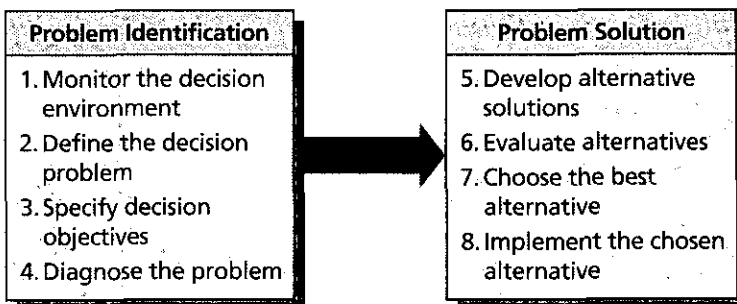 Problem Identification
1. Monitor the decision
environment
2. Define the decision
problem
3. Specify decision
objectives
4. Diagnose the problem
Problem Solution
5. Develop alternative
solutions
6. Evaluate alternatives
7. Choose the best
alternative
8. Implement the chosen
alternative